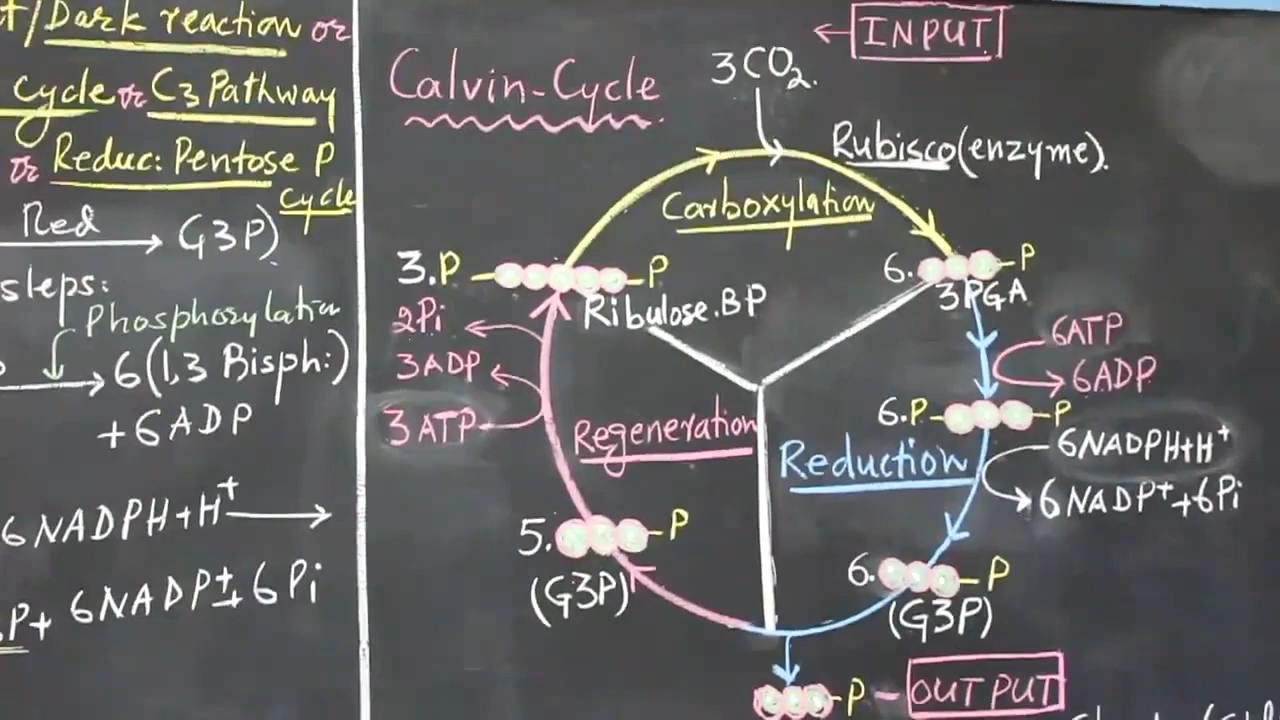 t/Dark reaction or
cycle or C3 Pathway
or Reduc: Pentose P
cycle
Red
G3P)
steps:
Phosphorylation
6(1,3 Bisph:)
+6ADP
6NADPH+H+
P+ 6NADP+ + 6Pi
Calvin-Cycle
INPUT
3CO2.
Rubisco(enzyme).
Carboxylation
3.P
P
Ribulose.BP
6.
P
3PGA
2Pi
3ADP
3ATP
6ATP
6ADP
6.P
P
6NADPH+H+
6NADP+ +6Pi
Regeneration
Reduction
5.
P
(G3P)
6.
P
(G3P)
P
OUTPUT